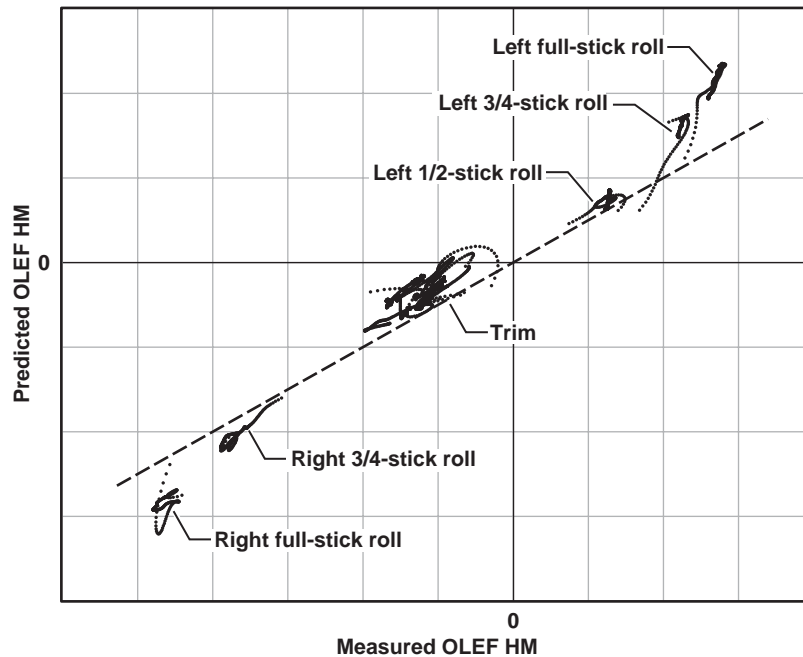 Left full-stick roll
Left 3/4-stick roll
Left 1/2-stick roll
Predicted OLEF HM
0
Trim
Right 3/4-stick roll
Right full-stick roll
0
Measured OLEF HM